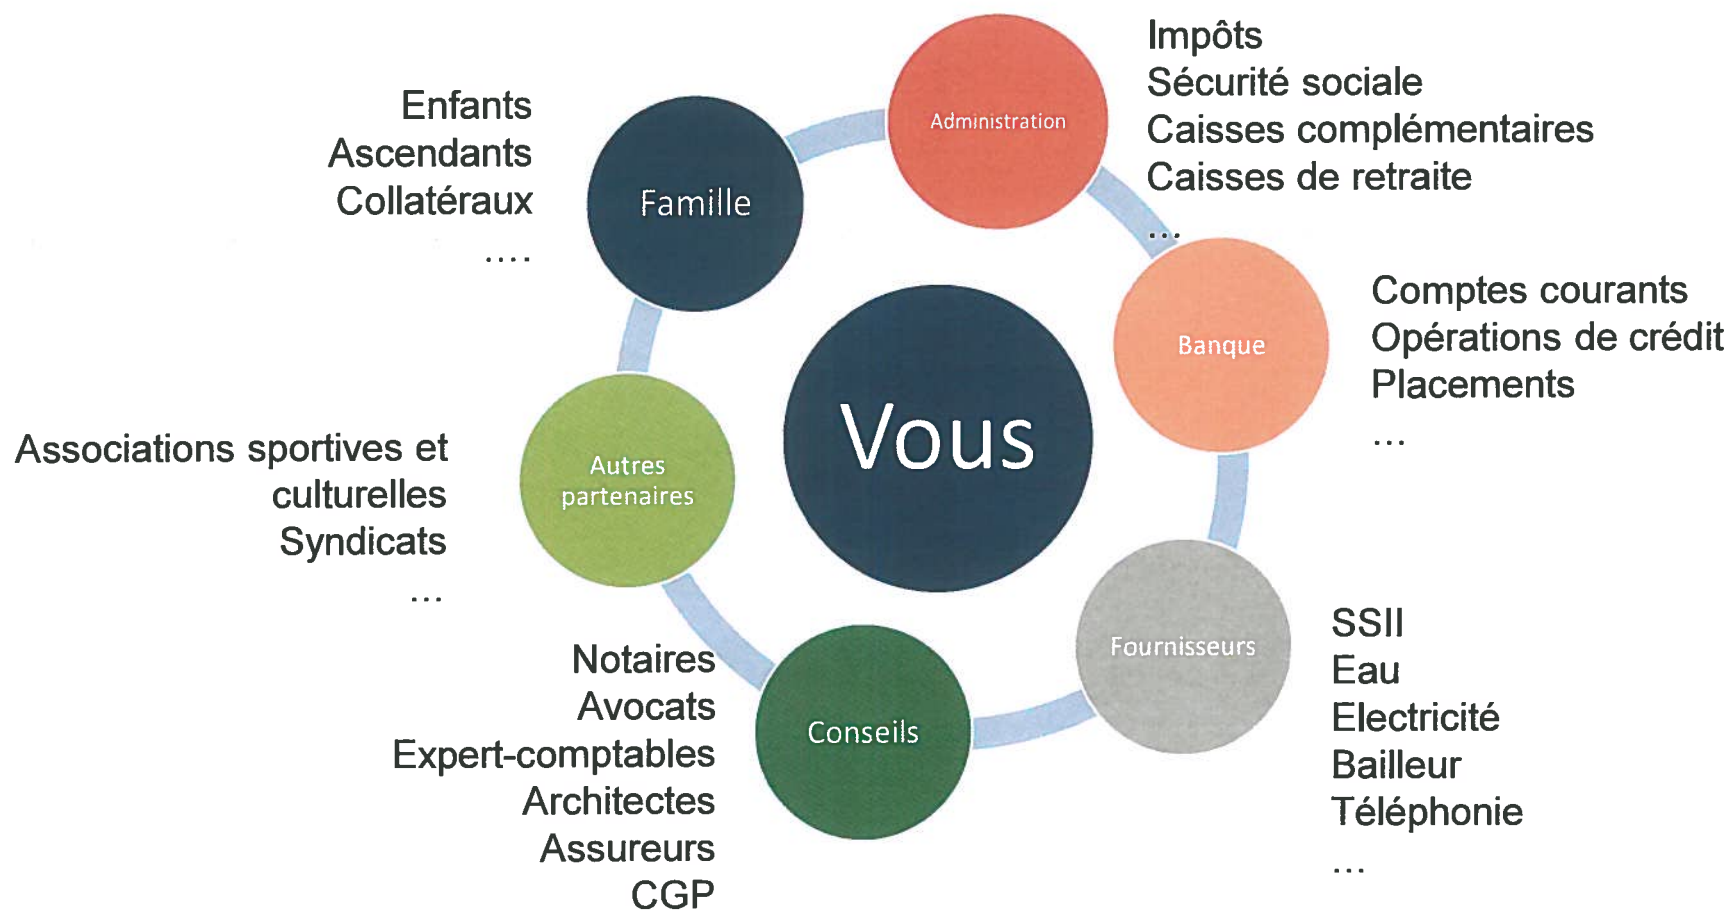 Impôts
Sécurité sociale
Caisses complémentaires
Caisses de retraite
...
Administration
Enfants
Ascendants
Collatéraux
....
Famille
Comptes courants
Opérations de crédit
Placements
...
Banque
Vous
Associations sportives et
culturelles
Syndicats
...
Autres
partenaires
SSII
Eau
Electricité
Bailleur
Téléphonie
...
Fournisseurs
Notaires
Avocats
Expert-comptables
Architectes
Assureurs
CGP
Conseils